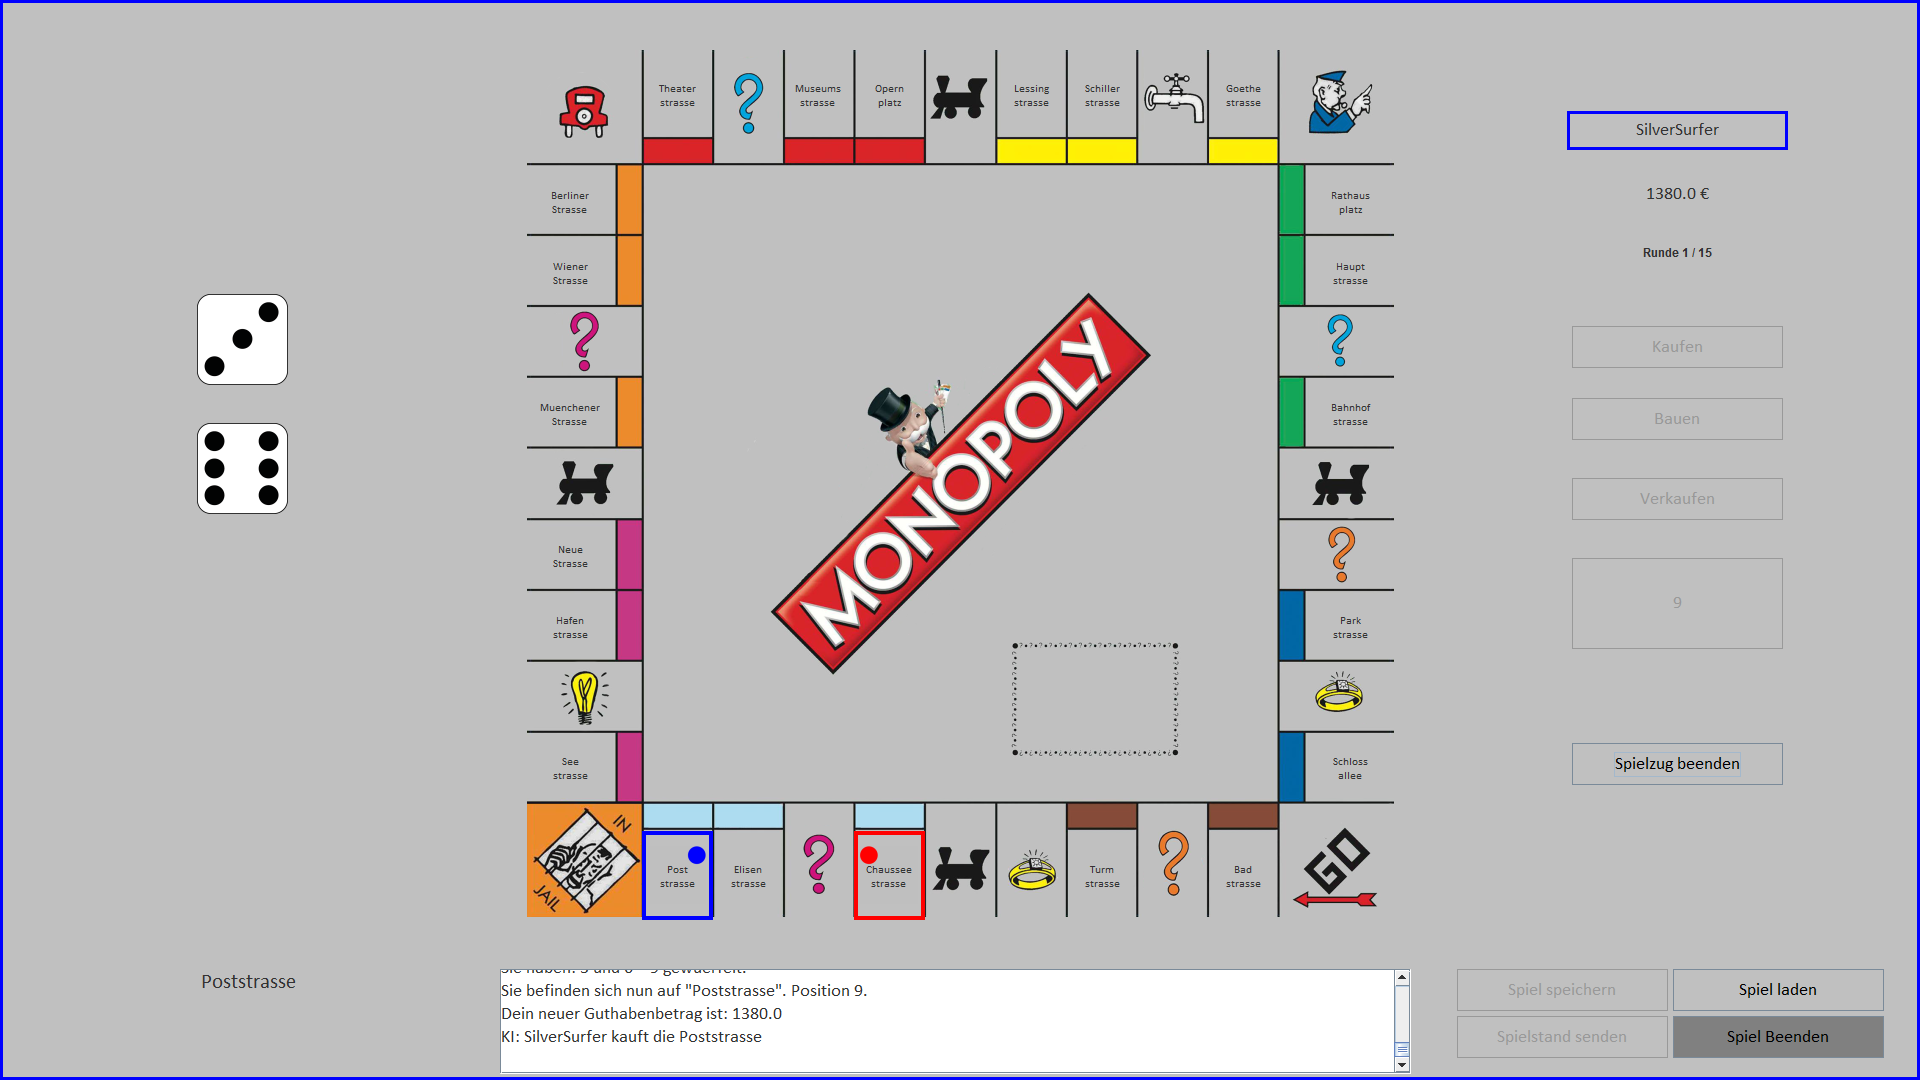 Theater
strasse
Museums
strasse
Opern
platz
Lessing
strasse
Schiller
strasse
Goethe
strasse
Berliner
Strasse
Wiener
Strasse
Muenchener
Strasse
Neue
Strasse
Hafen
strasse
See
strasse
Rathaus
platz
Haupt
strasse
Bahnhof
strasse
Park
strasse
Schloss
allee
MONOPOLY
IN
JAIL
Post
strasse
Elisen
strasse
Chaussee
strasse
Turm
strasse
Bad
strasse
GO
SilverSurfer
1380.0 €
Runde 1 / 15
Kaufen
Bauen
Verkaufen
9
Spielzug beenden
Poststrasse
Sie befinden sich nun auf "Poststrasse". Position 9.
Dein neuer Guthabenbetrag ist: 1380.0
KI: SilverSurfer kauft die Poststrasse
Spiel speichern
Spiel laden
Spielstand senden
Spiel Beenden